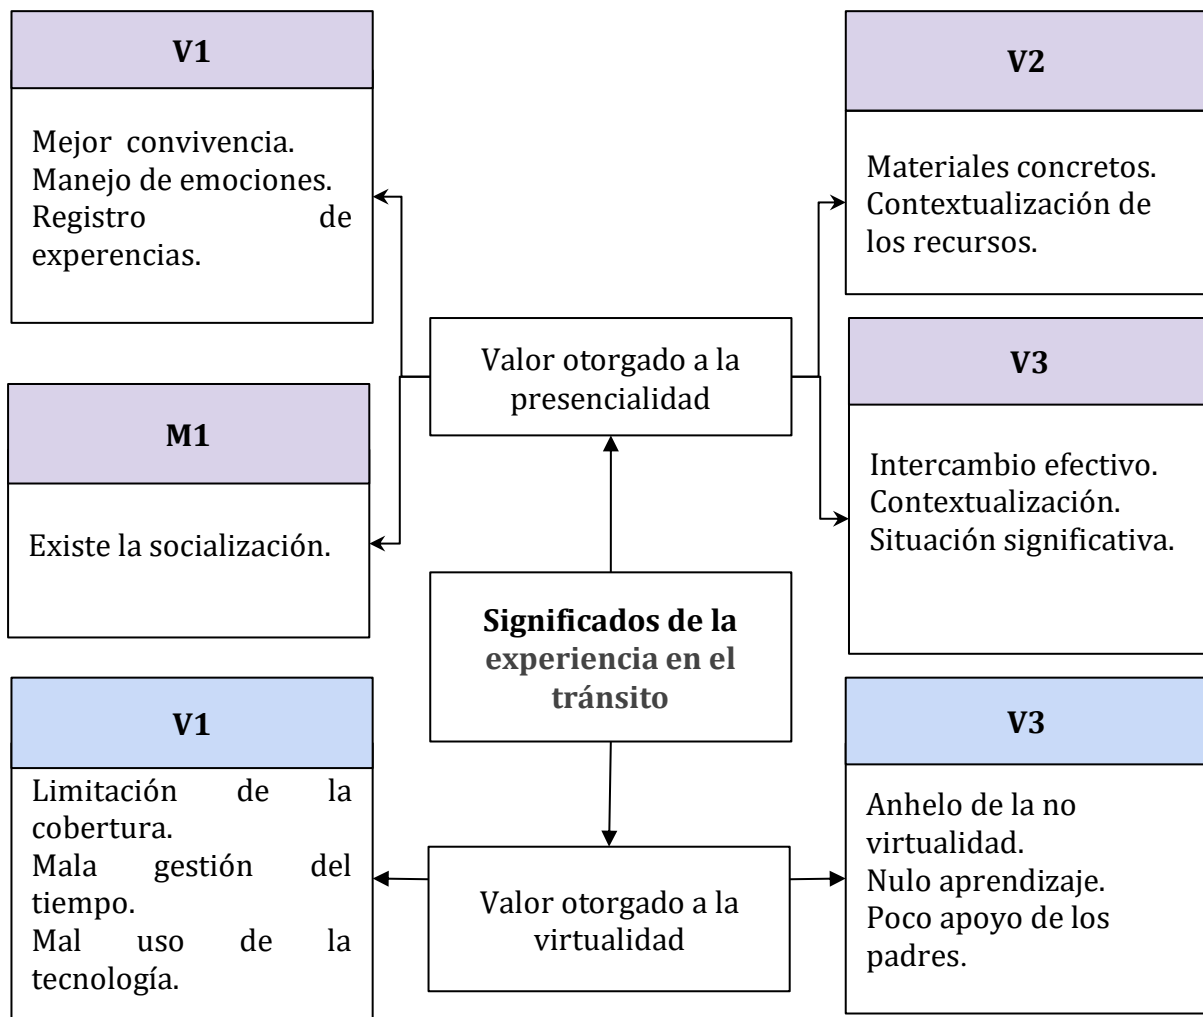 V1
Mejor convivencia.
Manejo de emociones.
Registro de
experencias.
V2
Materiales concretos.
Contextualización de
los recursos.
Valor otorgado a la
presencialidad
M1
Existe la socialización.
V3
Intercambio efectivo.
Contextualización.
Situación significativa.
Significados de la
experiencia en el
tránsito
V1
Limitación de la
cobertura.
Mala gestión del
tiempo.
Mal uso de la
tecnología.
Valor otorgado a la
virtualidad
V3
Anhelo de la no
virtualidad.
Nulo aprendizaje.
Poco apoyo de los
padres.